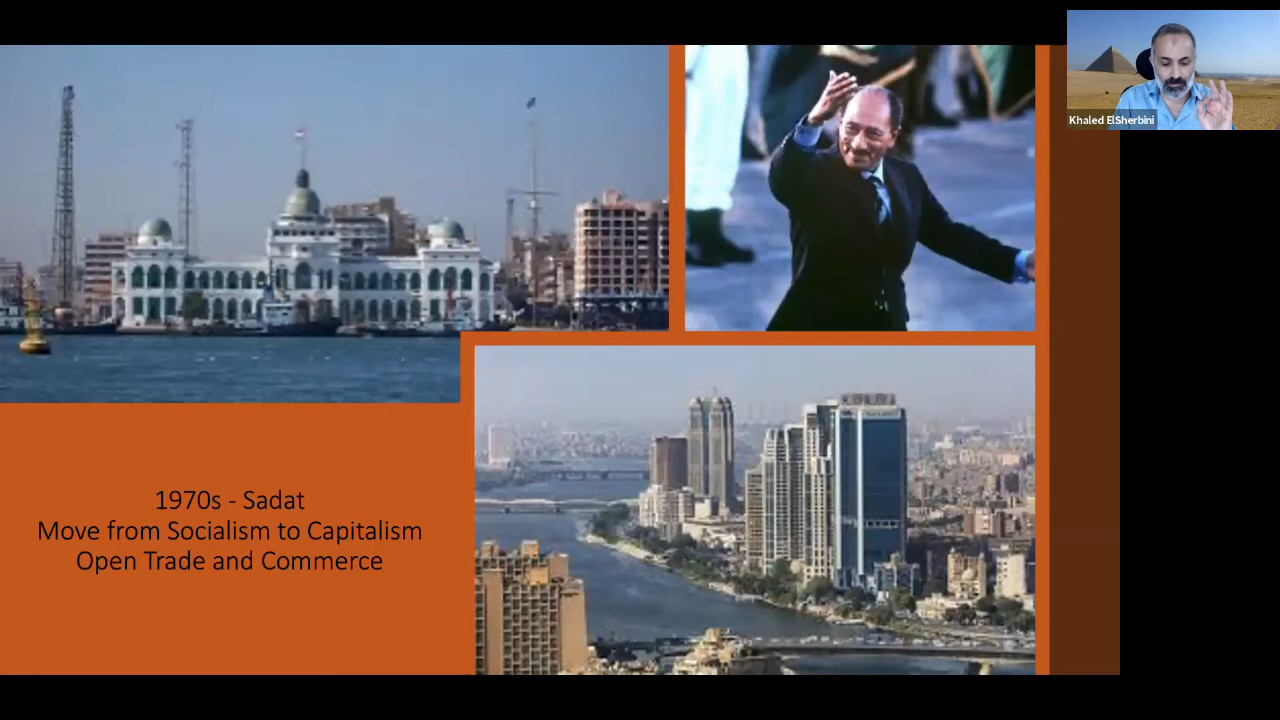 Khaled ElSherbini
1970s - Sadat
Move from Socialism to Capitalism
Open Trade and Commerce